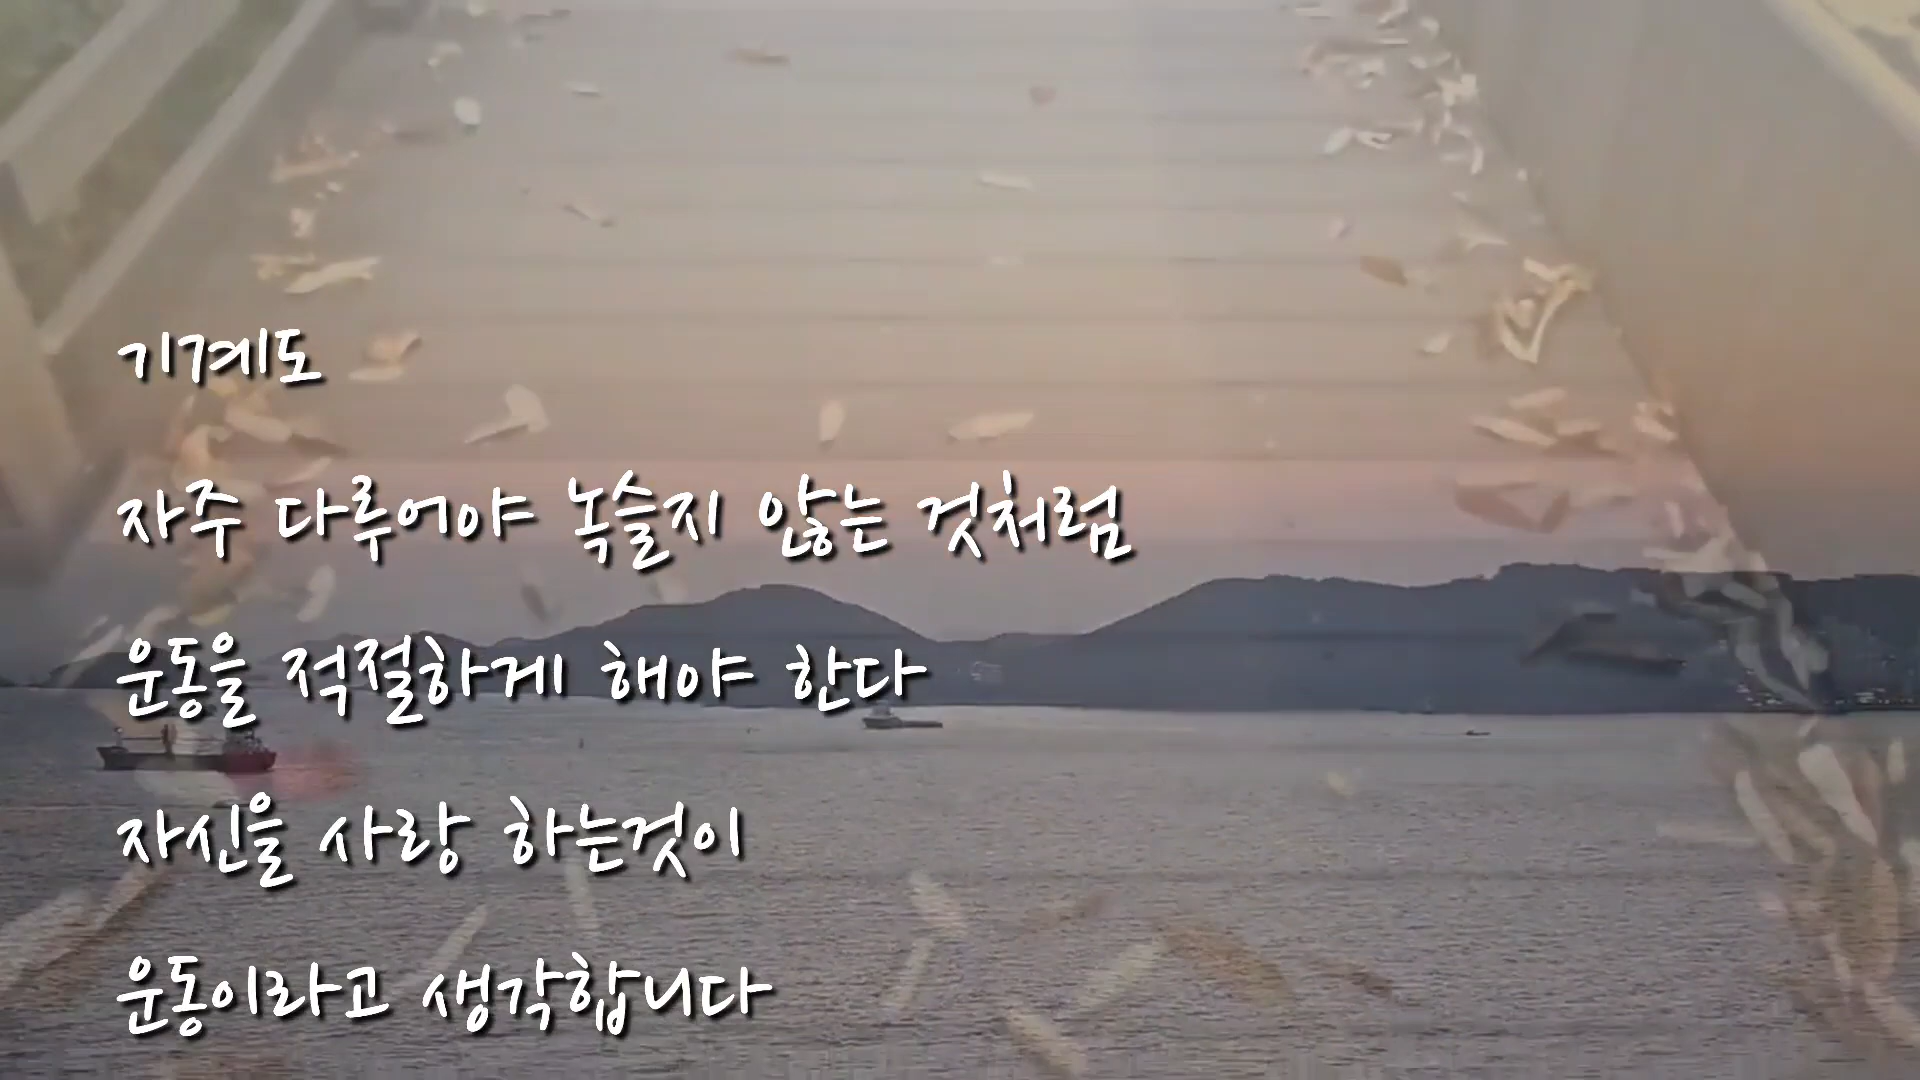 기계도
자주 다루어야 녹슬지 않는 것처럼
운동을 적절하게 해야 한다
자신을 사랑 하는것이
운동이라고 생각합니다